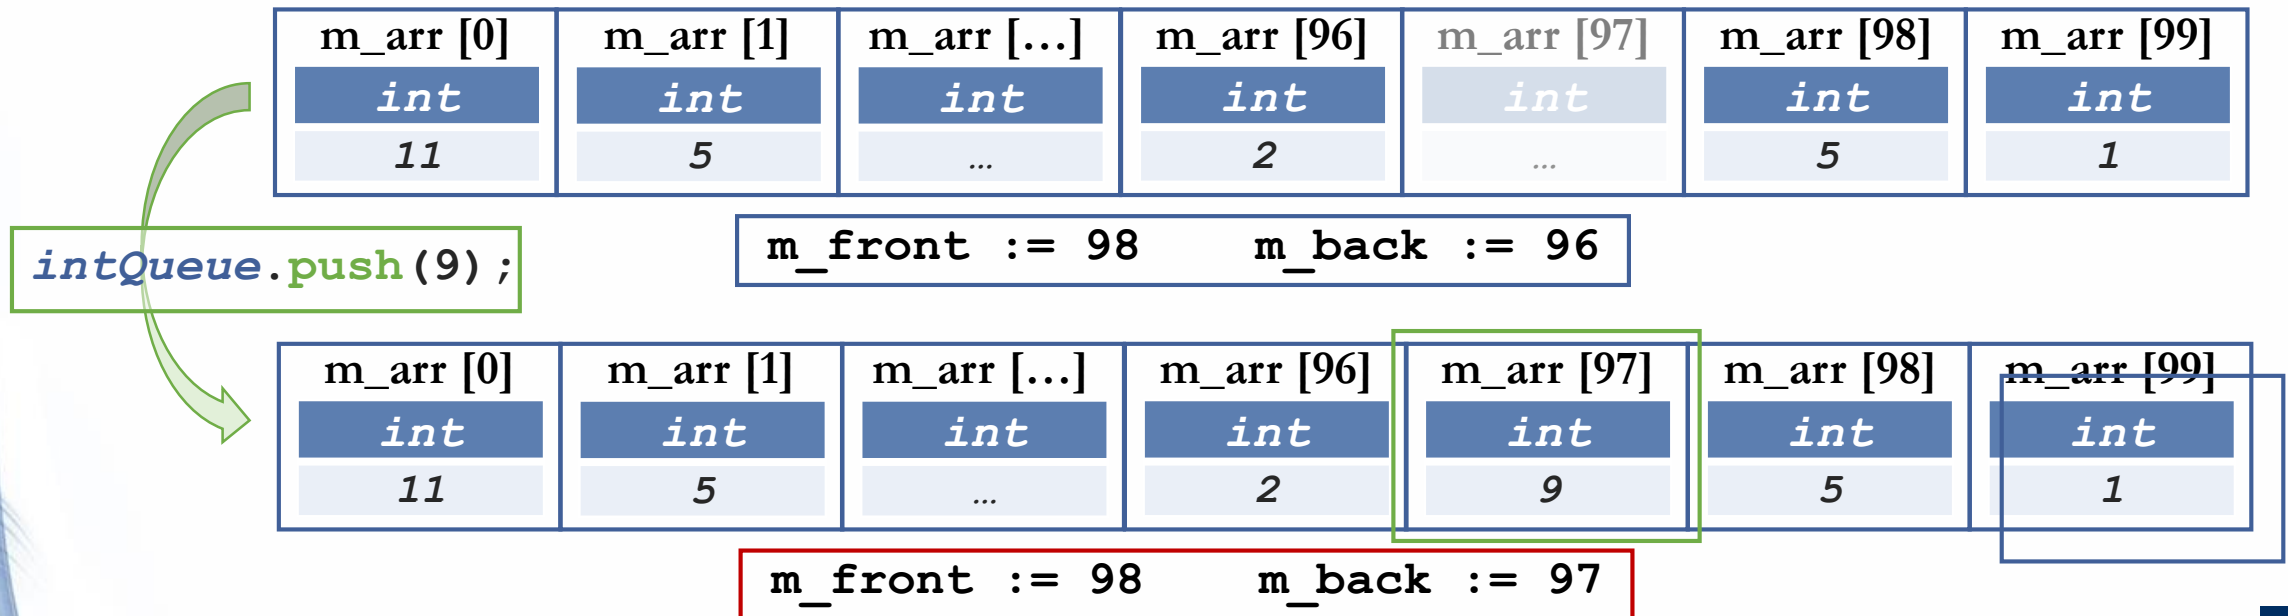 m_arr [0] m_arr [1] m_arr […] m_arr [96] m_arr [97] m_arr [98] m_arr [99]
int int int int int int int
11 5 … 2 … 5 1
intQueue.push(9);
m_front := 98 m_back := 96
m_arr [0] m_arr [1] m_arr […] m_arr [96] m_arr [97] m_arr [98] m_arr [99]
int int int int int int int
11 5 … 2 9 5 1
m_front := 98 m_back := 97